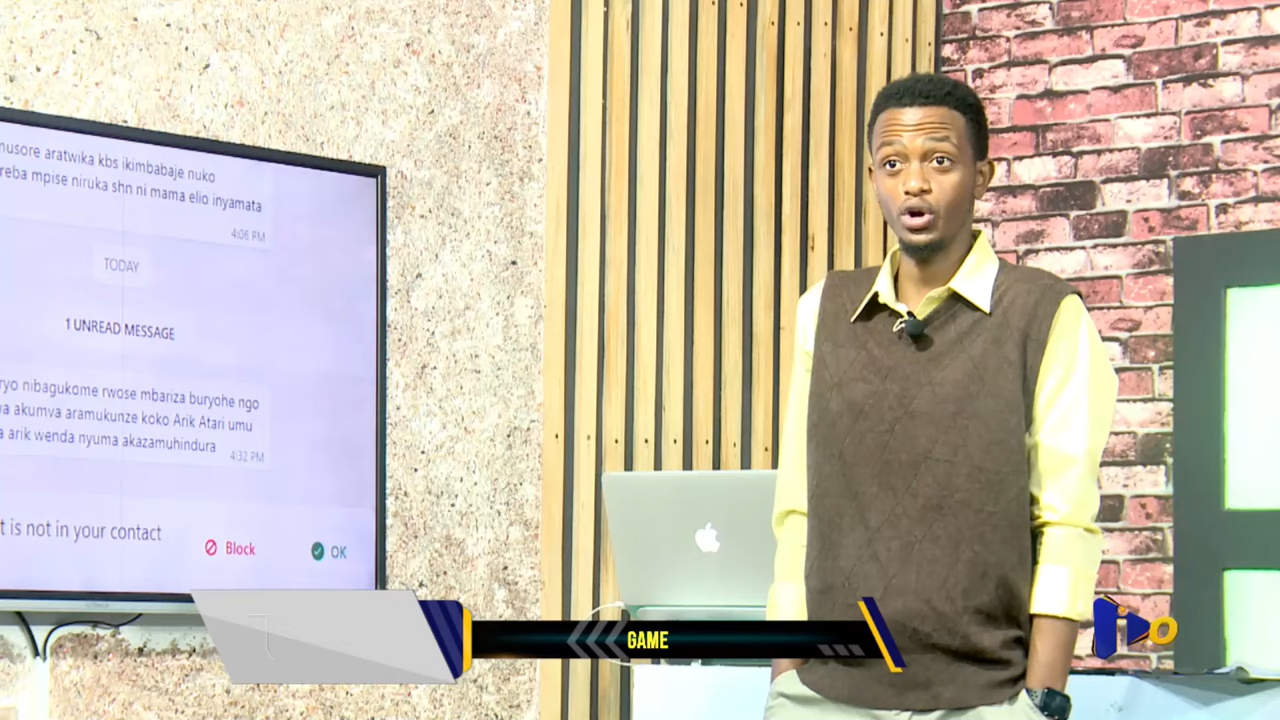 musore aratwika kbs ikimbabaje nuko
reba mpise niruka shn ni mama elio inyamata
4:06 PM
TODAY
1 UNREAD MESSAGE
ryo nibagukome rwose mbariza buryohe ngo
va akumva aramukunze koko Arik Atari umu
a arik wenda nyuma akazamuhindura
4:32 PM
t is not in your contact
Block
OK
GAME